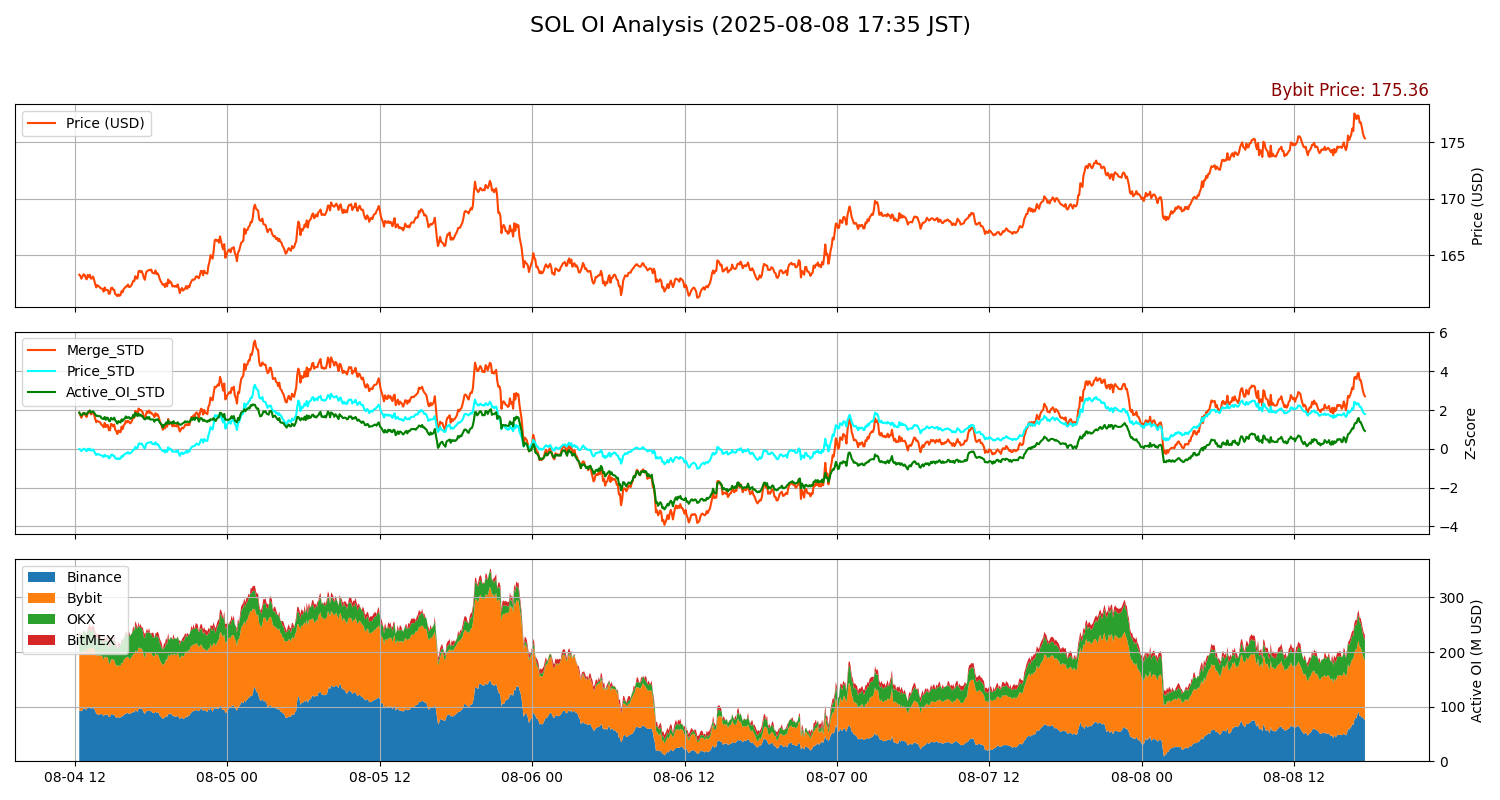 SOL OI Analysis (2025-08-08 17:35 JST)
Bybit Price: 175.36
Price (USD)
175
170
165
Price (USD)
Merge_STD
Price_STD
Active_OI_STD
6
4
2
0
−2
−4
Z-Score
Binance
Bybit
OKX
BitMEX
300
200
100
0
Active OI (M USD)
08-04 12
08-05 00
08-05 12
08-06 00
08-06 12
08-07 00
08-07 12
08-08 00
08-08 12